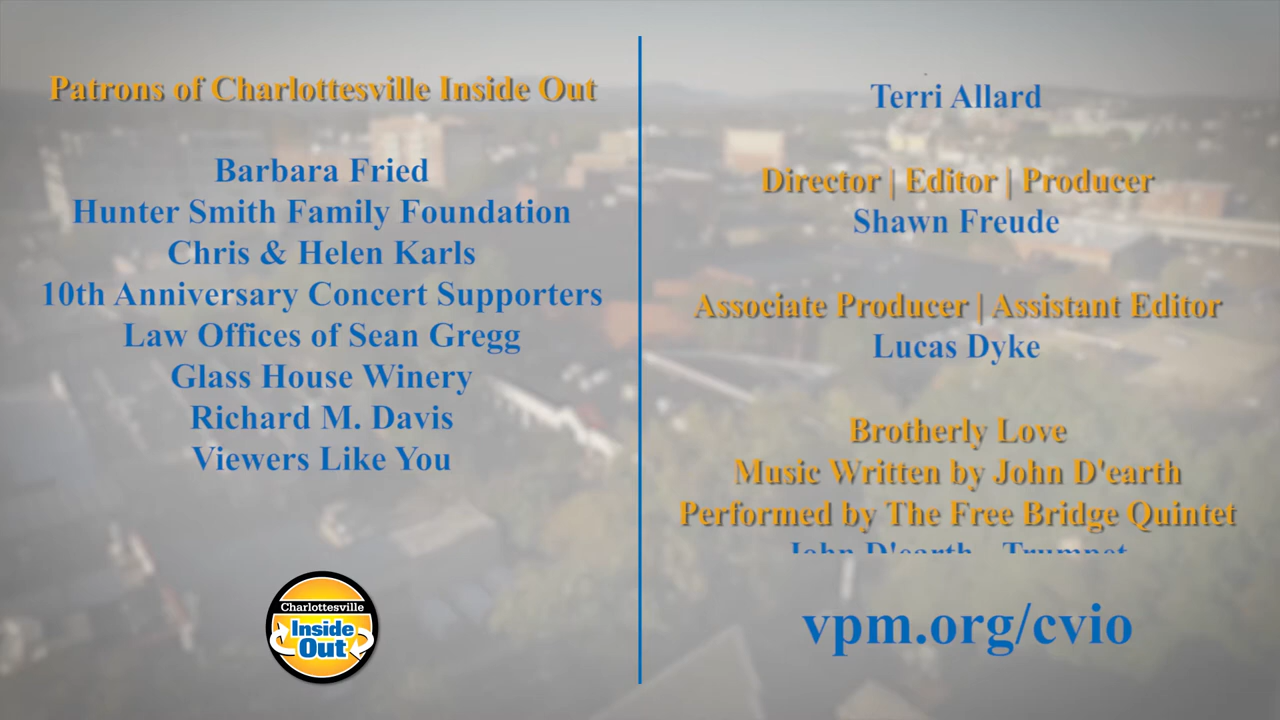 Patrons of Charlottesville Inside Out
Barbara Fried
Hunter Smith Family Foundation
Chris & Helen Karls
10th Anniversary Concert Supporters
Law Offices of Sean Gregg
Glass House Winery
Richard M. Davis
Viewers Like You
Charlottesville
Inside
Out
Terri Allard
Director | Editor | Producer
Shawn Freude
Associate Producer | Assistant Editor
Lucas Dyke
Brotherly Love
Music Written by John D'earth
Performed by The Free Bridge Quintet
John D'earth - Trumpet
vpm.org/cvio